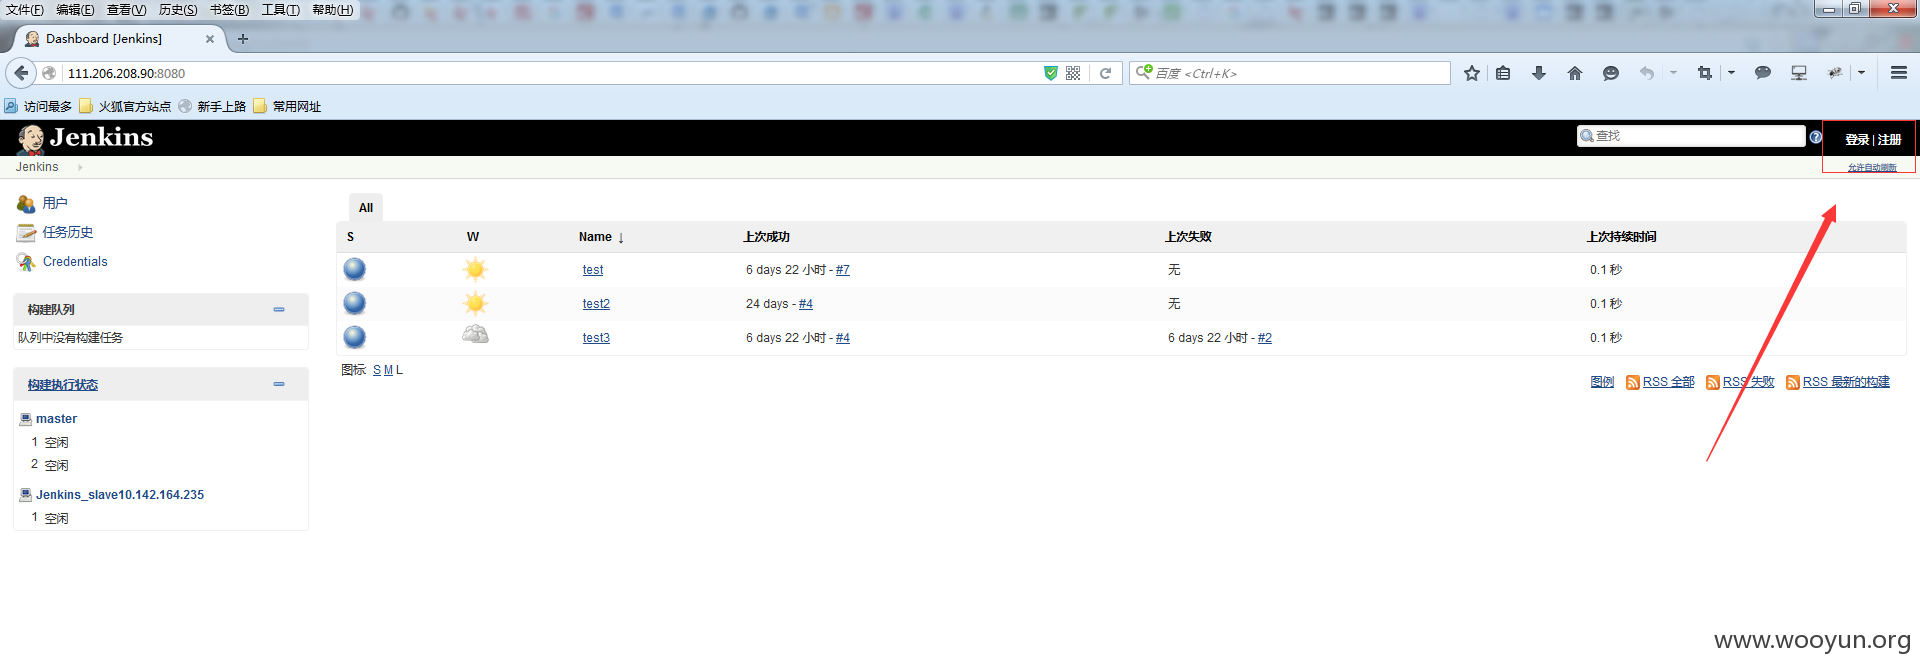 文件(F) 编辑(E) 查看(V) 历史(S) 书签(B) 工具(T) 帮助(H)
Dashboard [Jenkins]
111.206.208.90:8080
百度 <Ctrl+K>
访问最多 火狐官方站点 新手上路 常用网址
Jenkins
查找
登录 | 注册
Jenkins
允许自动刷新
用户
任务历史
Credentials
构建队列
队列中没有构建任务
构建执行状态
master
1 空闲
2 空闲
Jenkins_slave10.142.164.235
1 空闲
All
S W Name ↓ 上次成功 上次失败 上次持续时间
test 6 days 22 小时 - #7 无 0.1 秒
test2 24 days - #4 无 0.1 秒
test3 6 days 22 小时 - #4 6 days 22 小时 - #2 0.1 秒
图标 S M L
图例 RSS 全部 RSS 失败 RSS 最新的构建
www.wooyun.org